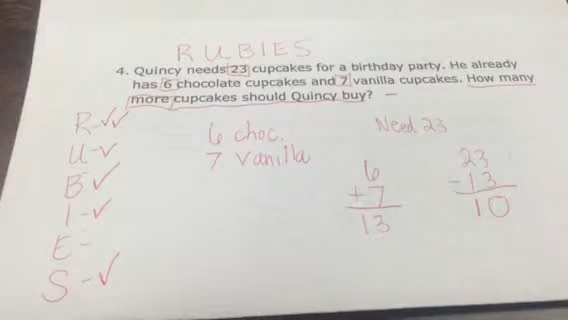 RUBIES
4. Quincy needs 23 cupcakes for a birthday party. He already
has 6 chocolate cupcakes and 7 vanilla cupcakes. How many
more cupcakes should Quincy buy? —
R-✓✓
U-✓
B✓
I-✓
E-
S-✓
6 choc.
7 vanilla
Need 23
6
+7
13
23
-13
10